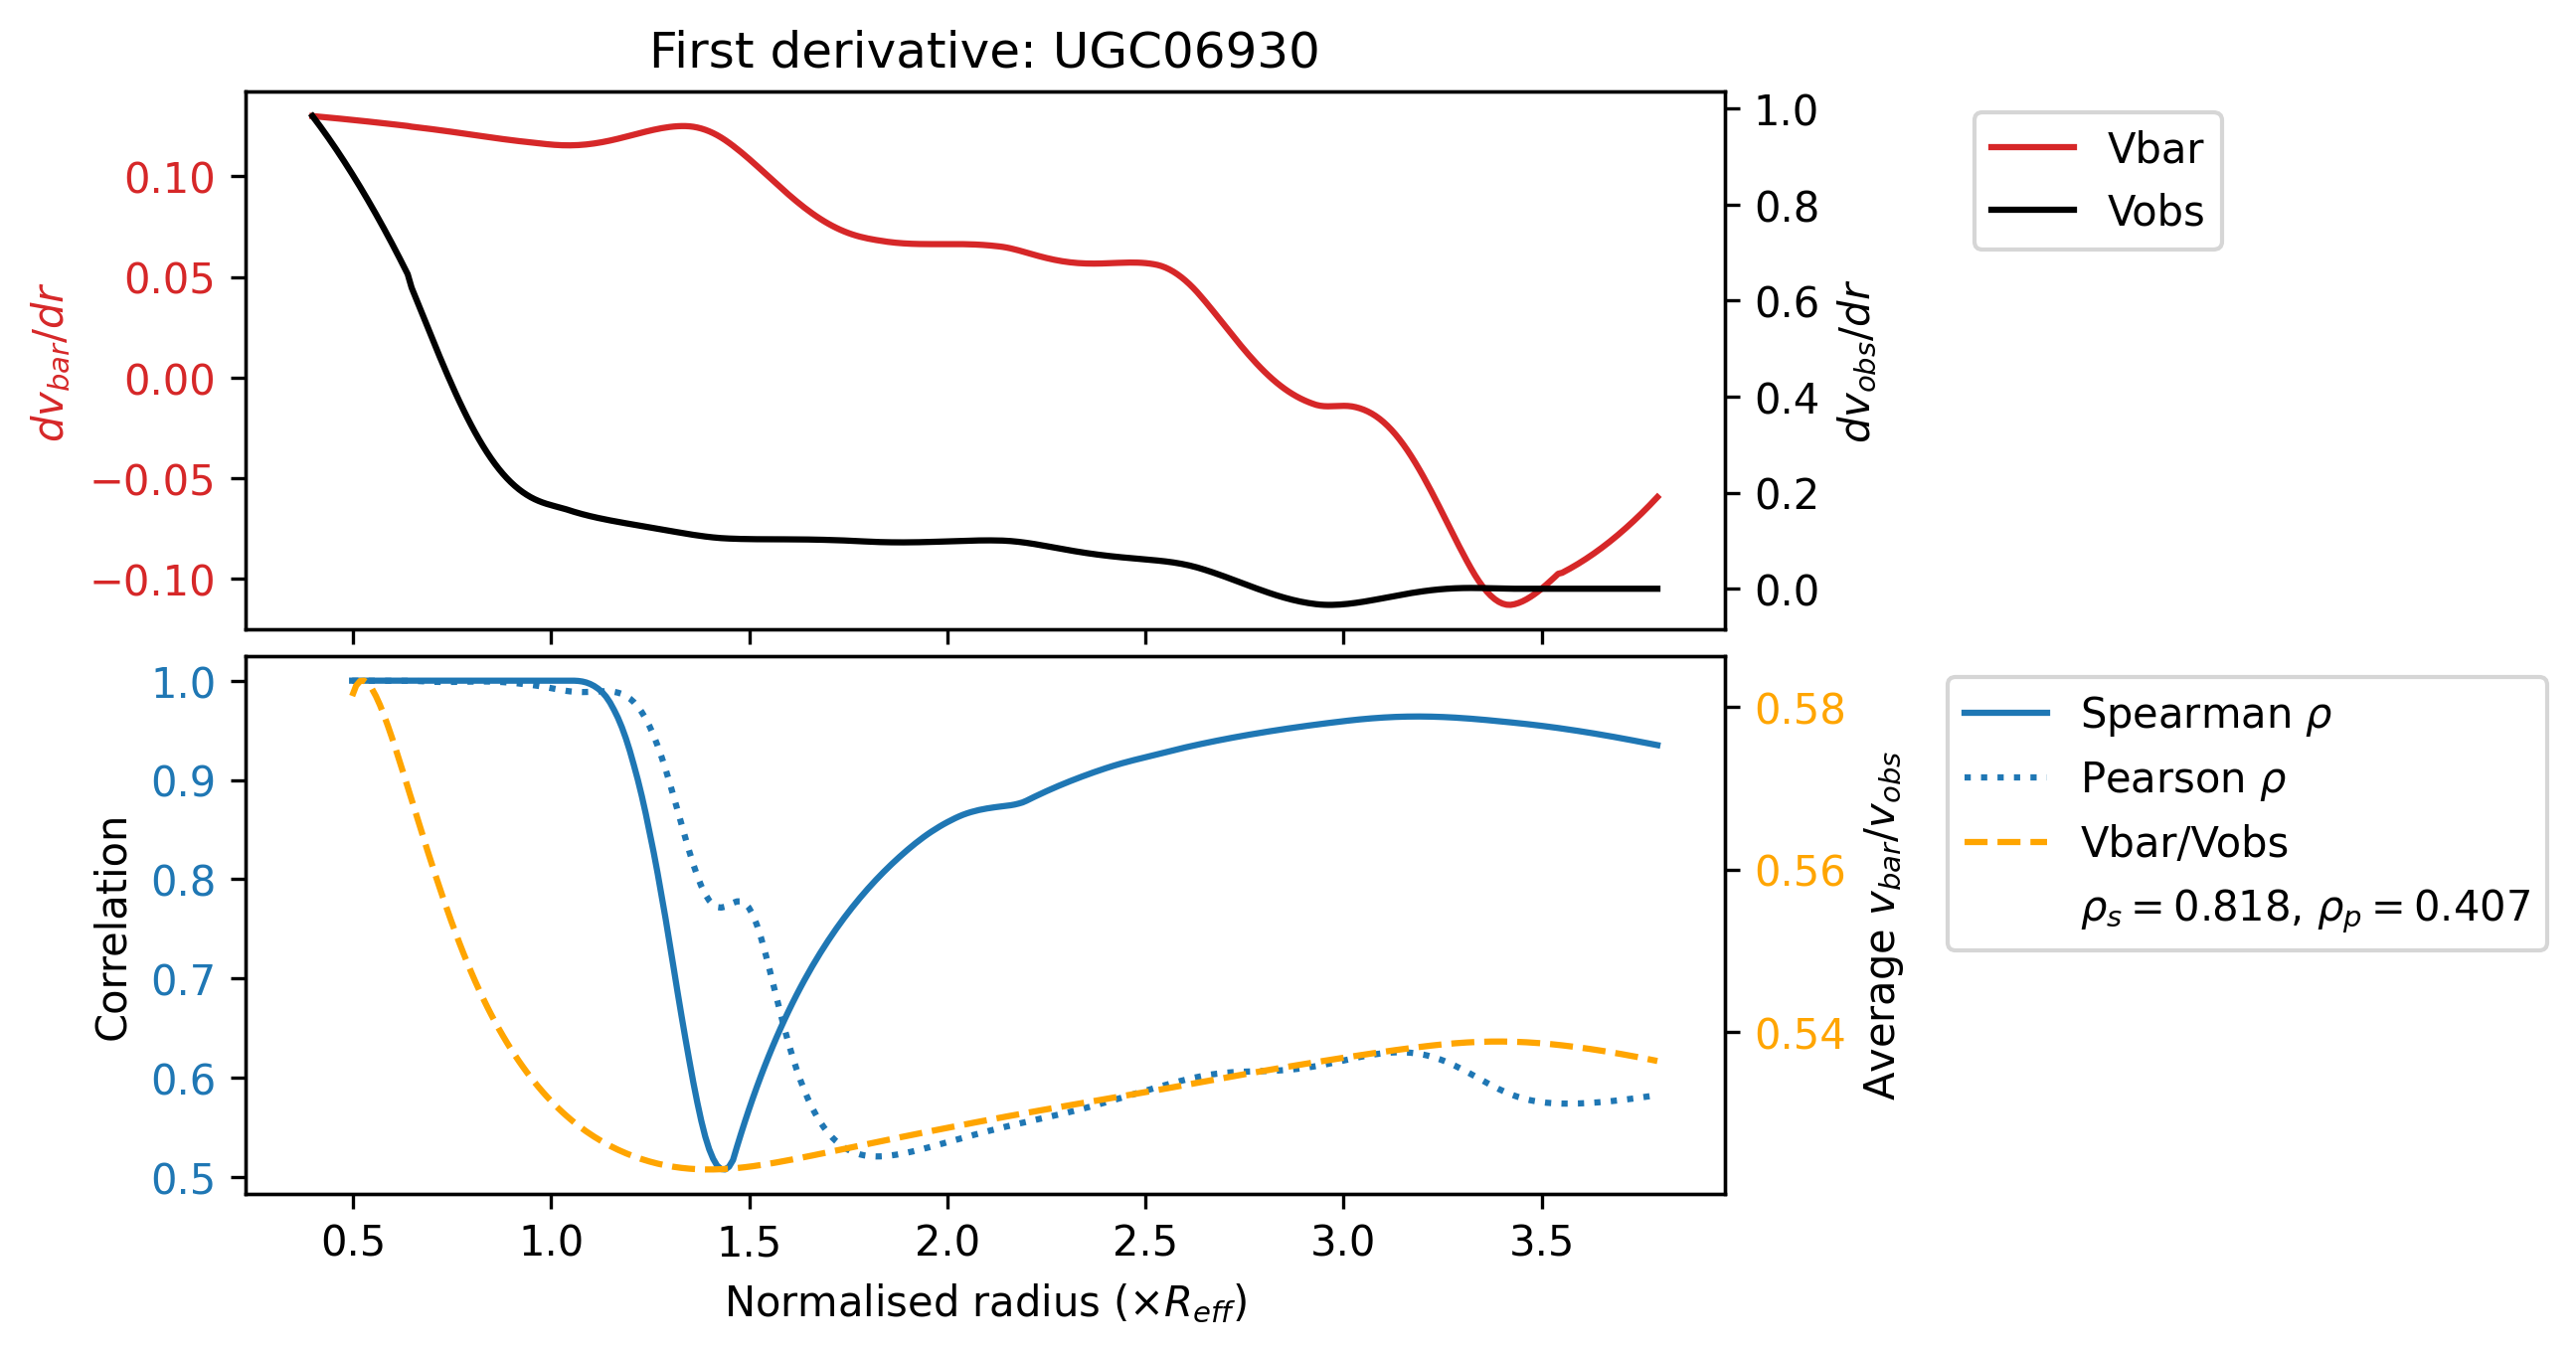 First derivative: UGC06930
0.10
0.05
0.00
−0.05
−0.10
dv_bar/dr
1.0
0.8
0.6
0.4
0.2
0.0
dv_obs/dr
Vbar
Vobs
1.0
0.9
0.8
0.7
0.6
0.5
Correlation
0.58
0.56
0.54
Average v_bar/v_obs
Spearman ρ
Pearson ρ
Vbar/Vobs
ρ_s = 0.818, ρ_p = 0.407
0.5 1.0 1.5 2.0 2.5 3.0 3.5
Normalised radius (×R_eff)